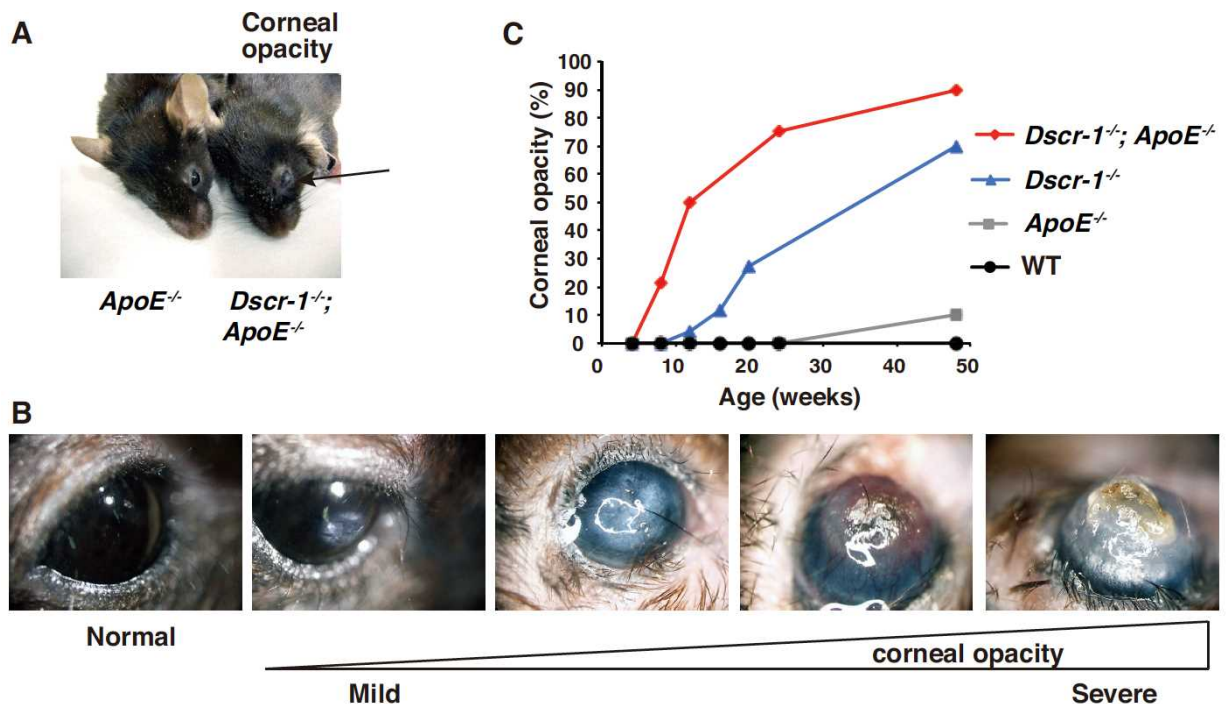 A
Corneal
opacity
ApoE-/-
Dscr-1-/-;
ApoE-/-
C
Corneal opacity (%)
100
90
80
70
60
50
40
30
20
10
0
0 10 20 30 40 50
Age (weeks)
Dscr-1-/-; ApoE-/-
Dscr-1-/-
ApoE-/-
WT
B
Normal
corneal opacity
Mild
Severe